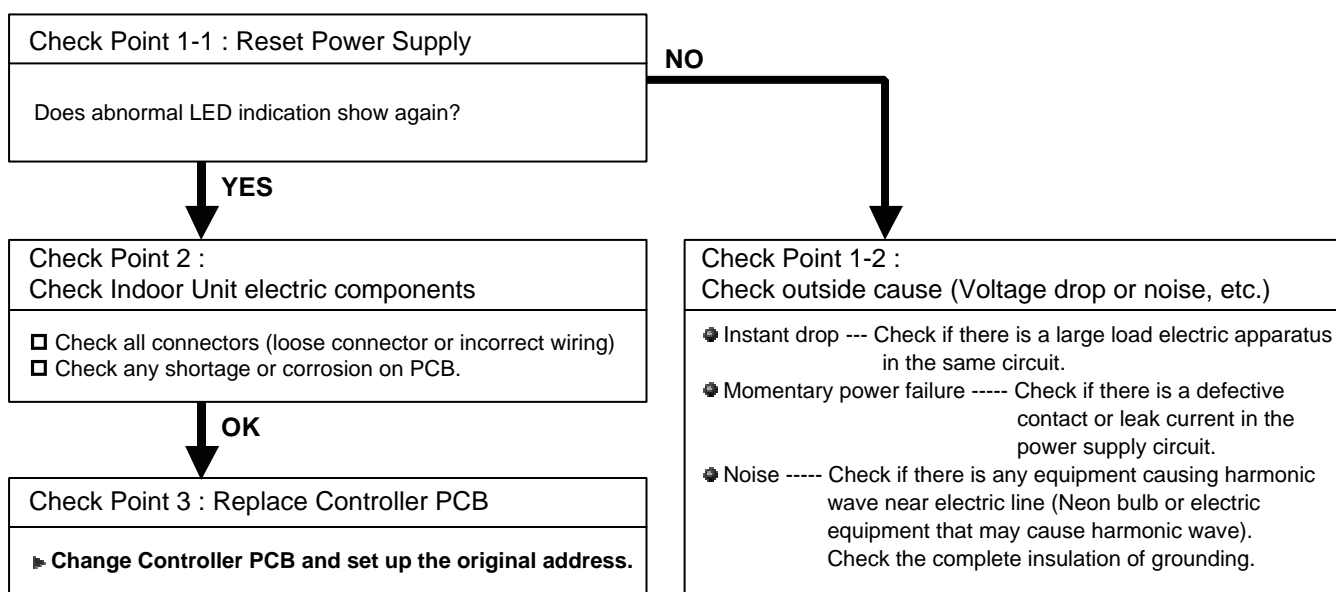 Check Point 1-1 : Reset Power Supply
Does abnormal LED indication show again?
NO
YES
Check Point 2 :
Check Indoor Unit electric components
Check all connectors (loose connector or incorrect wiring)
Check any shortage or corrosion on PCB.
OK
Check Point 3 : Replace Controller PCB
Change Controller PCB and set up the original address.
Check Point 1-2 :
Check outside cause (Voltage drop or noise, etc.)
Instant drop --- Check if there is a large load electric apparatus
in the same circuit.
Momentary power failure ----- Check if there is a defective
contact or leak current in the
power supply circuit.
Noise ----- Check if there is any equipment causing harmonic
wave near electric line (Neon bulb or electric
equipment that may cause harmonic wave).
Check the complete insulation of grounding.